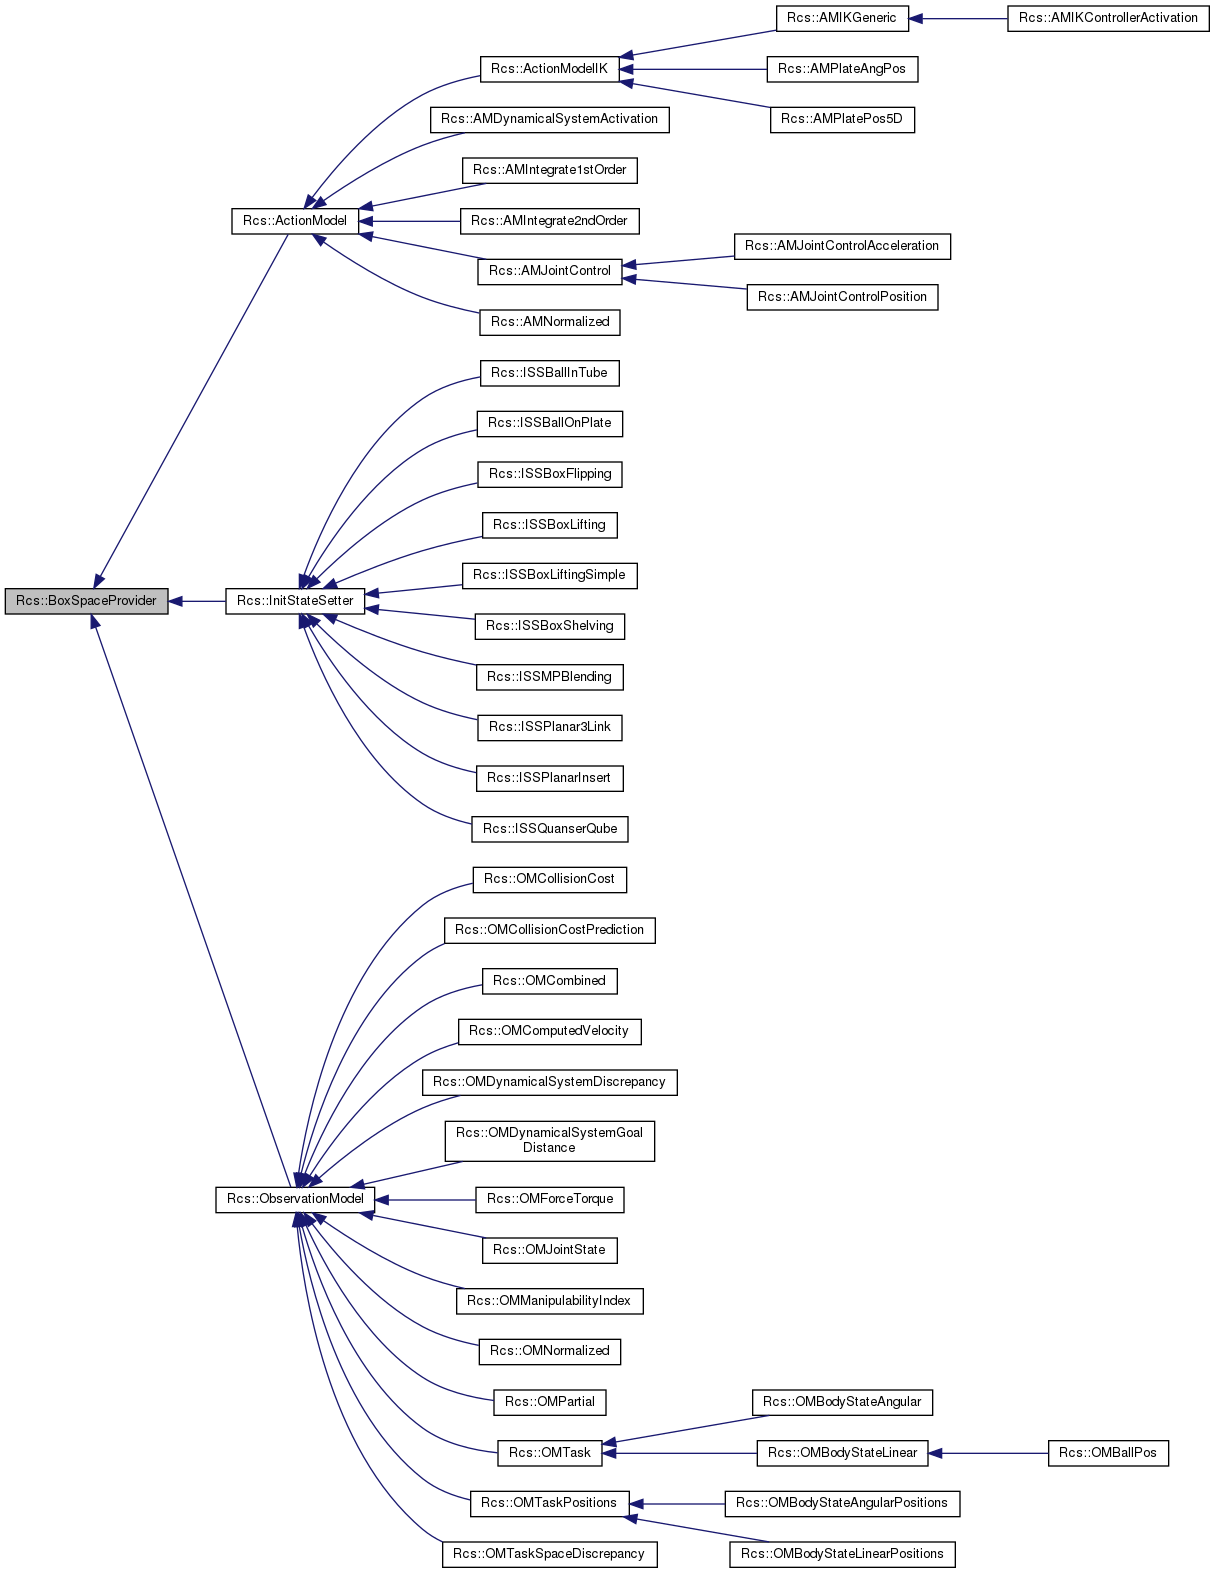 Rcs::BoxSpaceProvider
Rcs::ActionModel
Rcs::ActionModelIK
Rcs::AMIKGeneric
Rcs::AMIKControllerActivation
Rcs::AMPlateAngPos
Rcs::AMPlatePos5D
Rcs::AMDynamicalSystemActivation
Rcs::AMIntegrate1stOrder
Rcs::AMIntegrate2ndOrder
Rcs::AMJointControl
Rcs::AMJointControlAcceleration
Rcs::AMJointControlPosition
Rcs::AMNormalized
Rcs::InitStateSetter
Rcs::ISSBallInTube
Rcs::ISSBallOnPlate
Rcs::ISSBoxFlipping
Rcs::ISSBoxLifting
Rcs::ISSBoxLiftingSimple
Rcs::ISSBoxShelving
Rcs::ISSMPBlending
Rcs::ISSPlanar3Link
Rcs::ISSPlanarInsert
Rcs::ISSQuanserQube
Rcs::ObservationModel
Rcs::OMCollisionCost
Rcs::OMCollisionCostPrediction
Rcs::OMCombined
Rcs::OMComputedVelocity
Rcs::OMDynamicalSystemDiscrepancy
Rcs::OMDynamicalSystemGoal
Distance
Rcs::OMForceTorque
Rcs::OMJointState
Rcs::OMManipulabilityIndex
Rcs::OMNormalized
Rcs::OMPartial
Rcs::OMTask
Rcs::OMBodyStateAngular
Rcs::OMBodyStateLinear
Rcs::OMBallPos
Rcs::OMTaskPositions
Rcs::OMBodyStateAngularPositions
Rcs::OMBodyStateLinearPositions
Rcs::OMTaskSpaceDiscrepancy